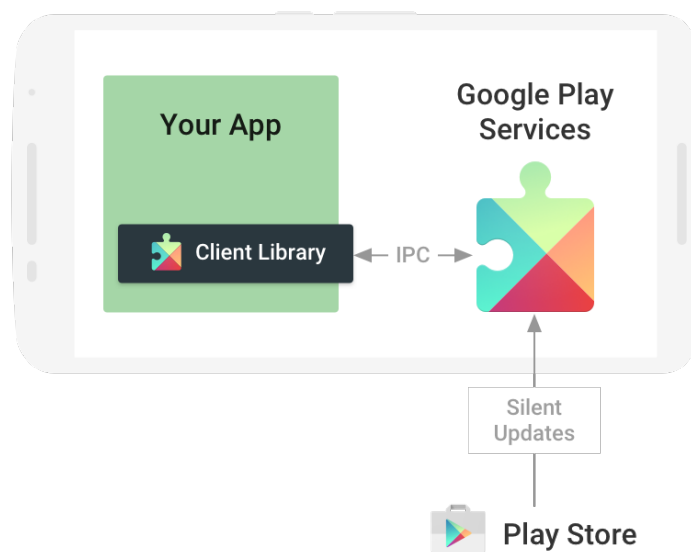 Your App
Google Play
Services
Client Library
IPC
Silent
Updates
Play Store